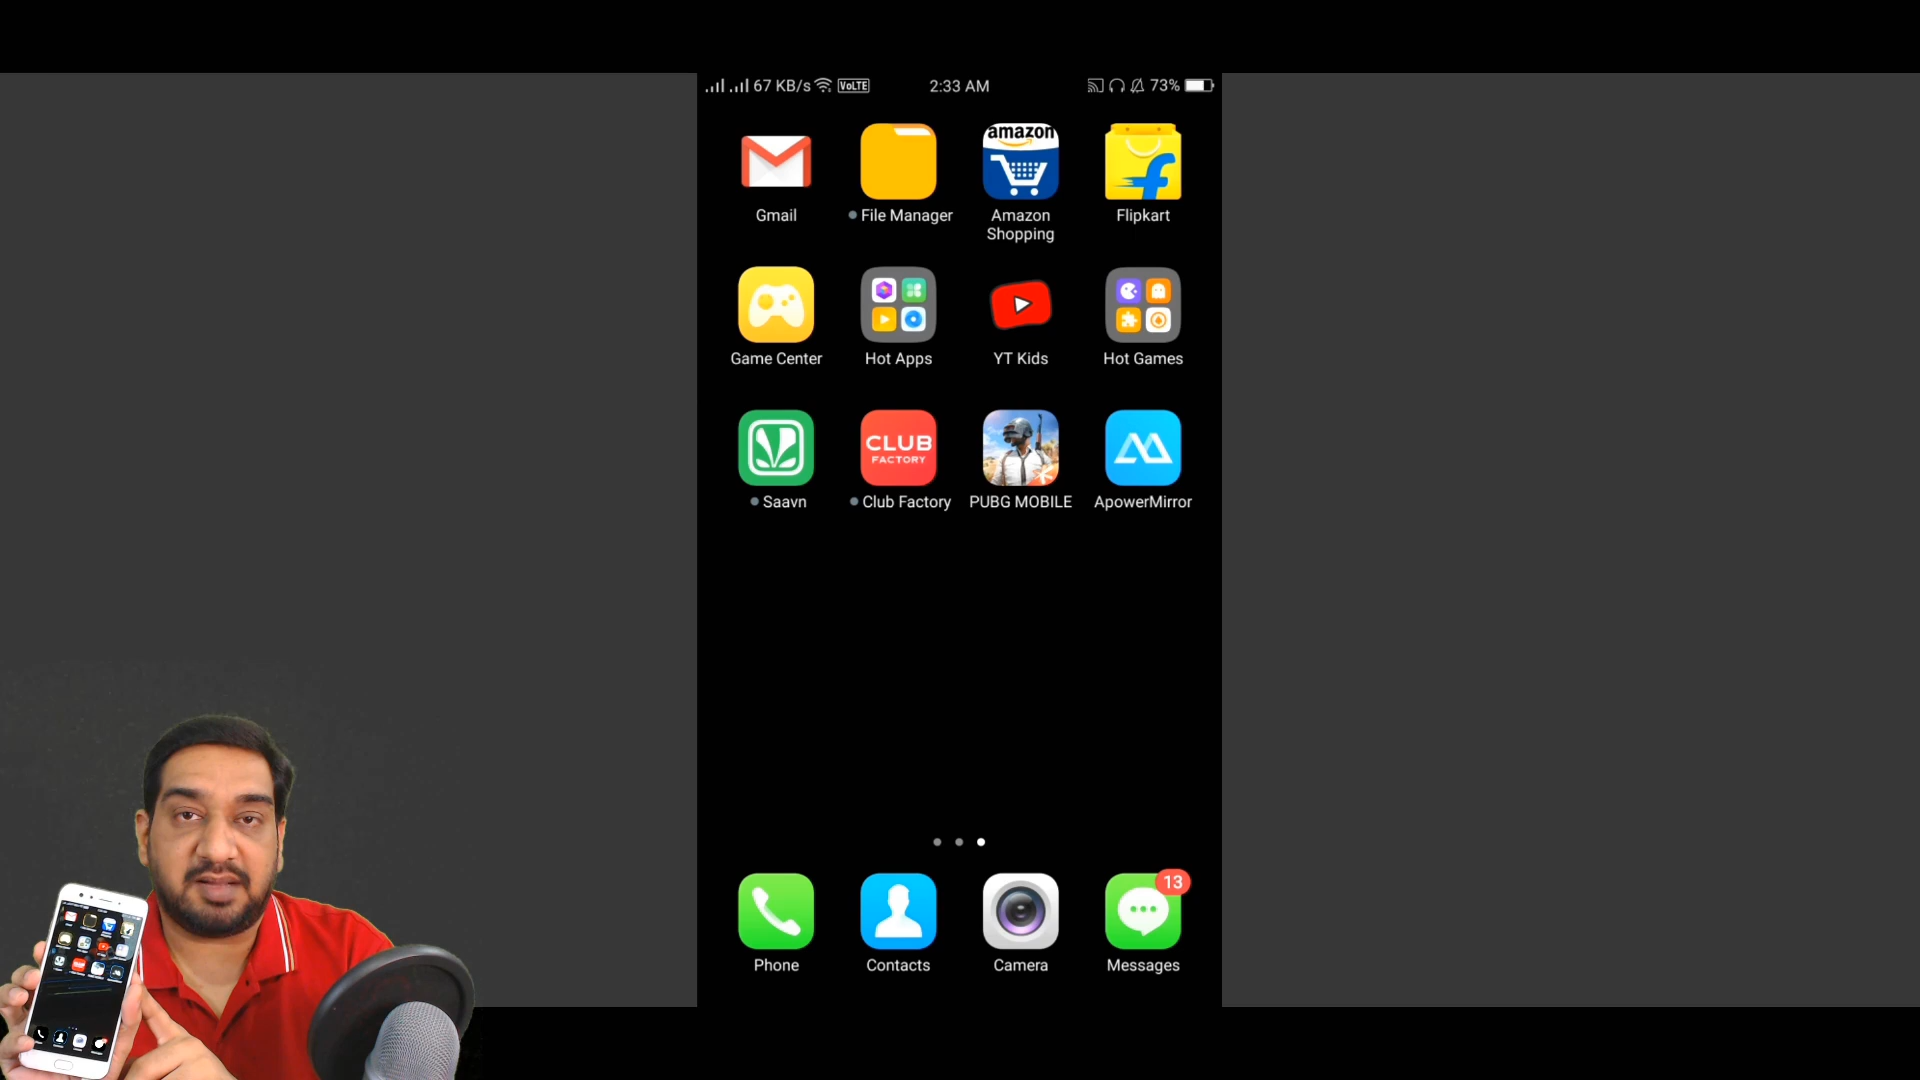 67 KB/s VoLTE 2:33 AM 73%
amazon
Gmail File Manager Amazon Shopping Flipkart
Game Center Hot Apps YT Kids Hot Games
CLUB
FACTORY
Saavn Club Factory PUBG MOBILE ApowerMirror
13
Phone Contacts Camera Messages